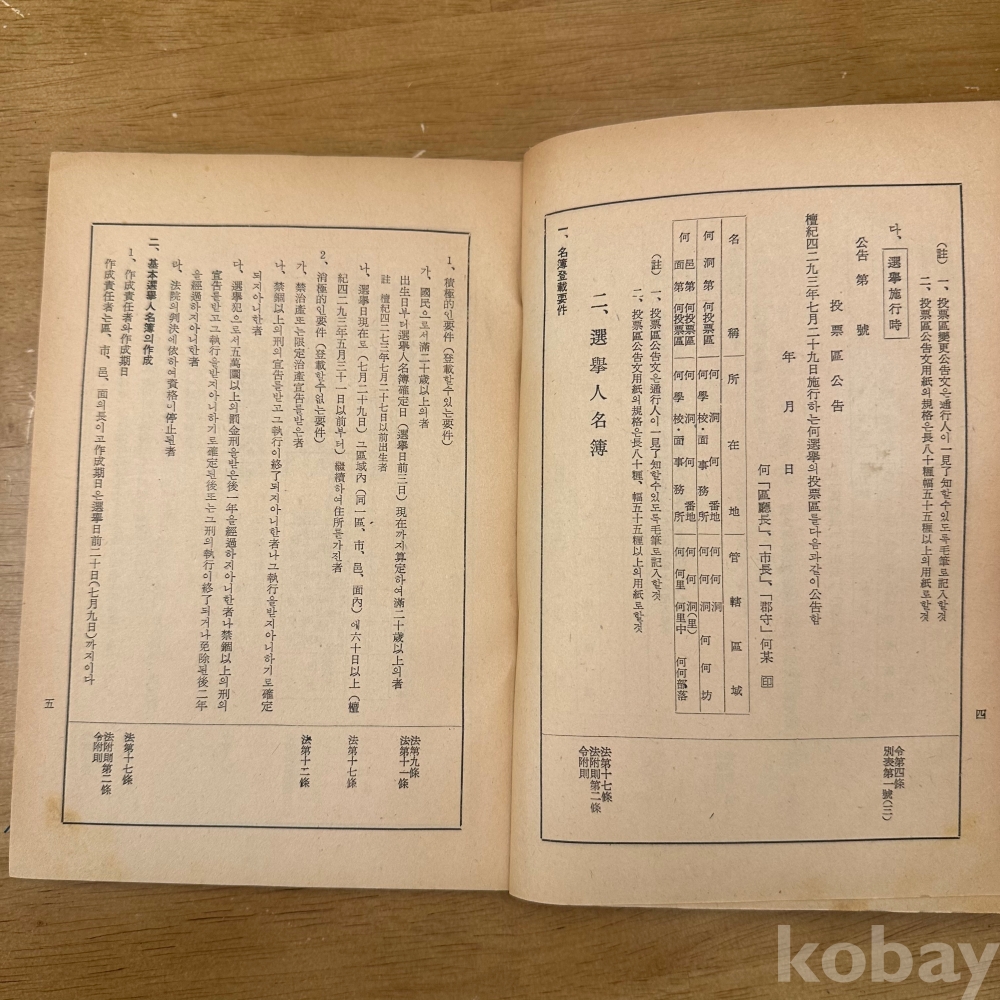 (註) 一、投票區變更公告文은通行人이一見了知할수있도록毛筆로記入할것
二、投票區公告文用紙의規格은長八十糎幅五十五糎以上의用紙로할것
다、選擧施行時
公告 第 號
投票區公告
檀紀四二九三年七月二十九日施行하는何選擧의投票區를다음과같이公告함
年 月 日
何「區廳長」、「市長」、「郡守」何某 印
名稱 所在地 管轄區域
何洞第何投票區 何洞何番地 何何洞
何學校・面事務所 何何洞何何坊
何邑第何投票區 何洞何番地 何何洞(里)
何面第何投票區 何學校・面事務所 何何里何里中何何部落
(註) 一、投票區公告文은通行人이一見了知할수있도록毛筆로記入할것
二、投票區公告文用紙의規格은長八十糎、幅五十五糎以上의用紙로할것
二、選擧人名簿
一、名簿登載要件
令第四條
別表第一號(三)
法第十七條
法附則第二條
令附則
四
1、積極的인要件(登載할수있는要件)
가、國民으로서滿二十歲以上의者
出生日부터選擧人名簿確定日(選擧日前三日)現在까지算定하여滿二十歲以上의者
註 檀紀四二七三年七月二十七日以前出生者
나、選擧日現在로(七月二十九日)그區域內(同一區、市、邑、面內)에六十日以上(檀
紀四二九三年五月三十一日以前부터)繼續하여住所를가진者
2、消極的인要件(登載할수없는要件)
가、禁治產또는限定治產宣告를받은者
나、禁錮以上의刑의宣告를받고그執行이終了되지아니한者나그執行을받지아니하기로確定
되지아니한者
다、選擧犯으로서五萬圜以上의罰金刑을받은後一年을經過하지아니한者나禁錮以上의刑의
宣告를받고그執行을받지아니하기로確定된後또는그刑의執行이終了되거나免除된後二年
을經過하지아니한者
라、法院의判決에依하여資格이停止된者
二、基本選擧人名簿의作成
1、作成責任者와作成期日
作成責任者는區、市、邑、面의長이고作成期日은選擧日前二十日(七月九日)까지이다
法第九條
法第十一條
法第十七條
法第十二條
法第十七條
法附則第二條
令附則
五
kobay